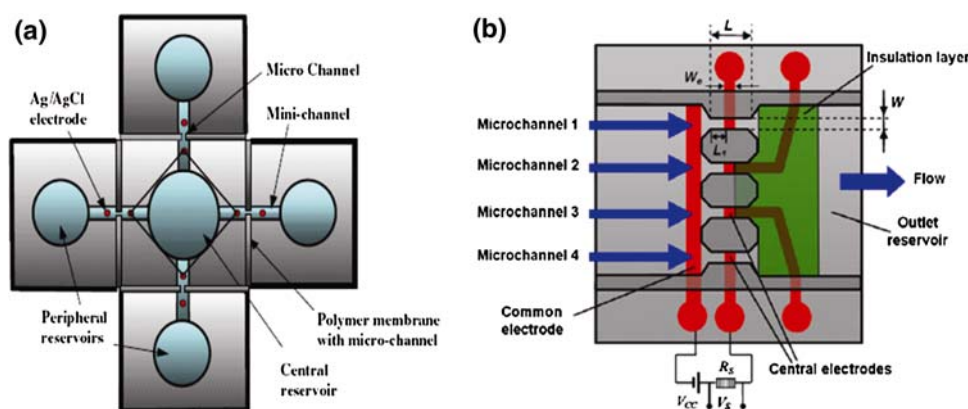 (a)
Micro Channel
Ag/AgCl
electrode
Mini-channel
Peripheral
reservoirs
Central
reservoir
Polymer membrane
with micro-channel
(b)
L
Insulation layer
We
W
Microchannel 1
L1
Microchannel 2
Microchannel 3
Microchannel 4
Flow
Outlet
reservoir
Common
electrode
Central electrodes
RS
VCC
VS